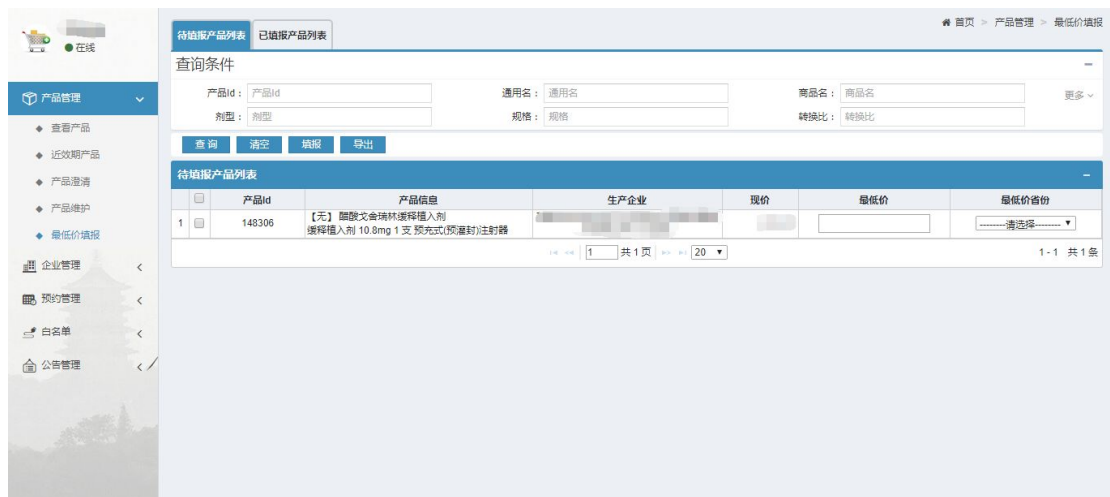 首页 > 产品管理 > 最低价填报
在线
待填报产品列表 已填报产品列表
查询条件
产品Id： 产品Id 通用名： 通用名 商品名： 商品名 更多
剂型： 剂型 规格： 规格 转换比： 转换比
查询 清空 填报 导出
产品管理
查看产品
近效期产品
产品澄清
产品维护
最低价填报
企业管理
预约管理
白名单
公告管理
待填报产品列表
产品Id 产品信息 生产企业 现价 最低价 最低价省份
1 148306 【无】 醋酸戈舍瑞林缓释植入剂 --------请选择--------
缓释植入剂 10.8mg 1 支 预充式(预灌封)注射器
1 共 1 页 20 1 - 1 共 1 条